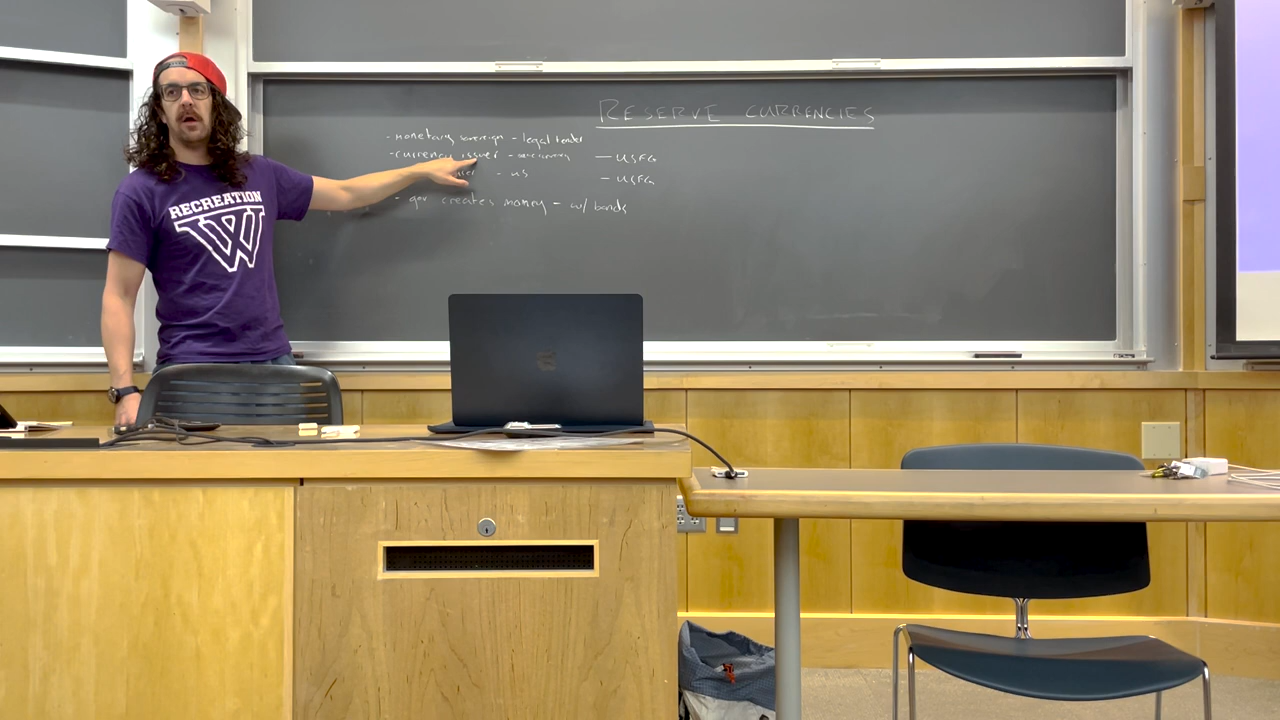 RESERVE CURRENCIES
- monetary sovereign - legal tender
- currency issuer - — USFG
- us — USFG
- gov creates money - w/ bonds
RECREATION
W